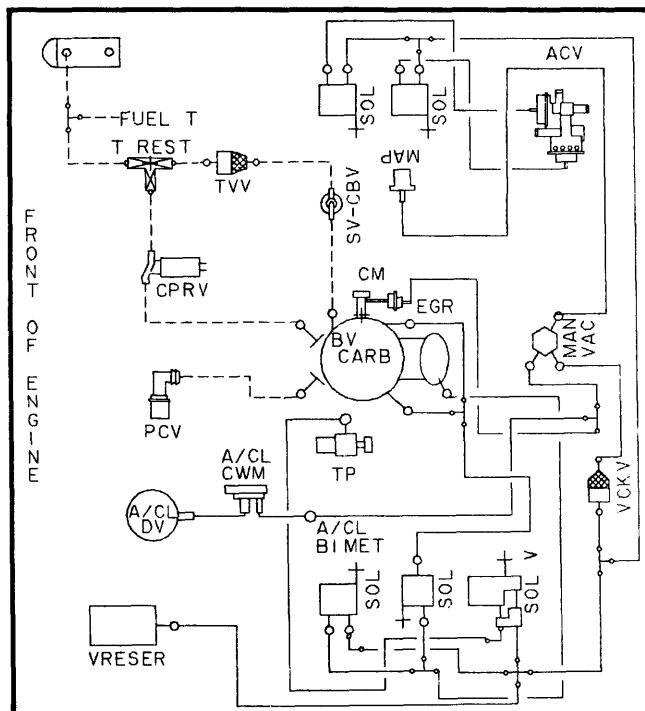 ACV
FUEL T
SOL
SOL
T REST
TVV
MAP
SV-CBV
FRONT OF ENGINE
CPRV
CM
EGR
BV
CARB
MAN
VAC
PCV
TP
A/CL
CWM
VCKV
A/CL
DV
A/CL
BIMET
SOL
SOL
V
SOL
VRESER